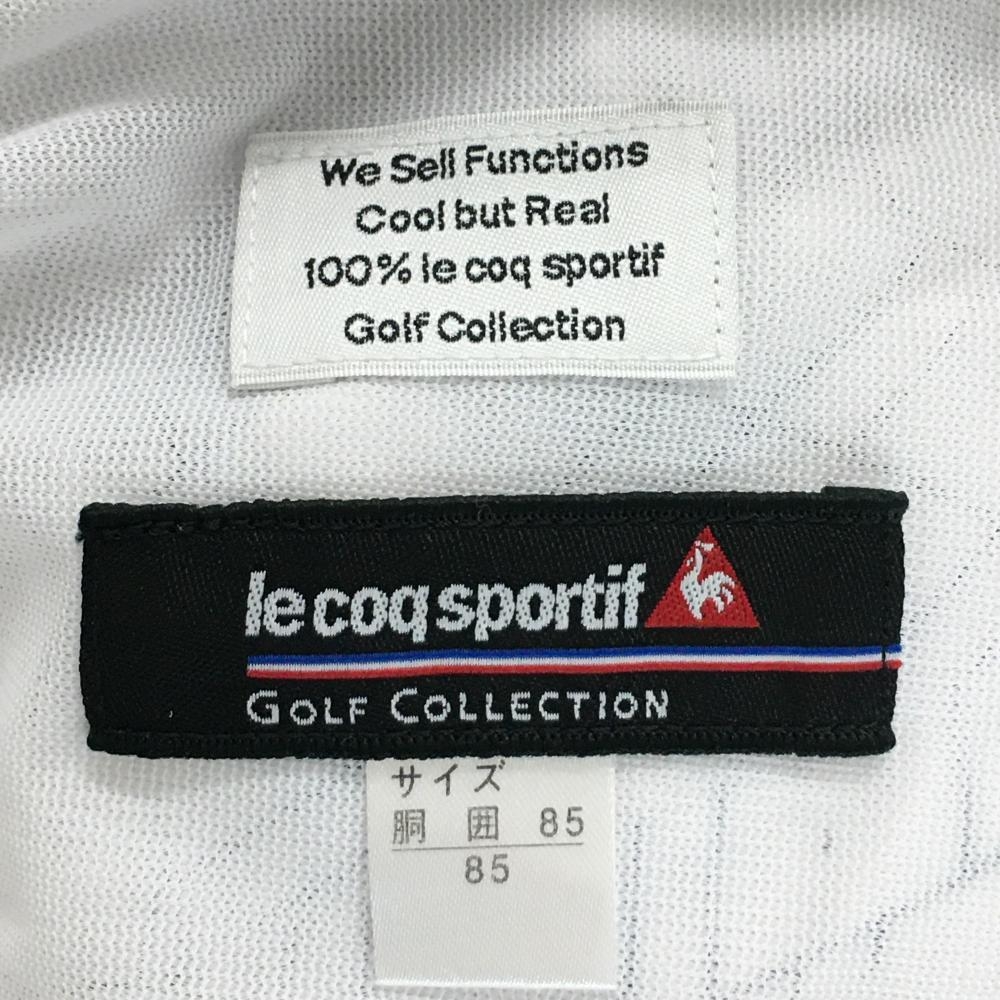 We Sell Functions
Cool but Real
100% le coq sportif
Golf Collection
le coq sportif
GOLF COLLECTION
サイズ
胴 囲 85
85